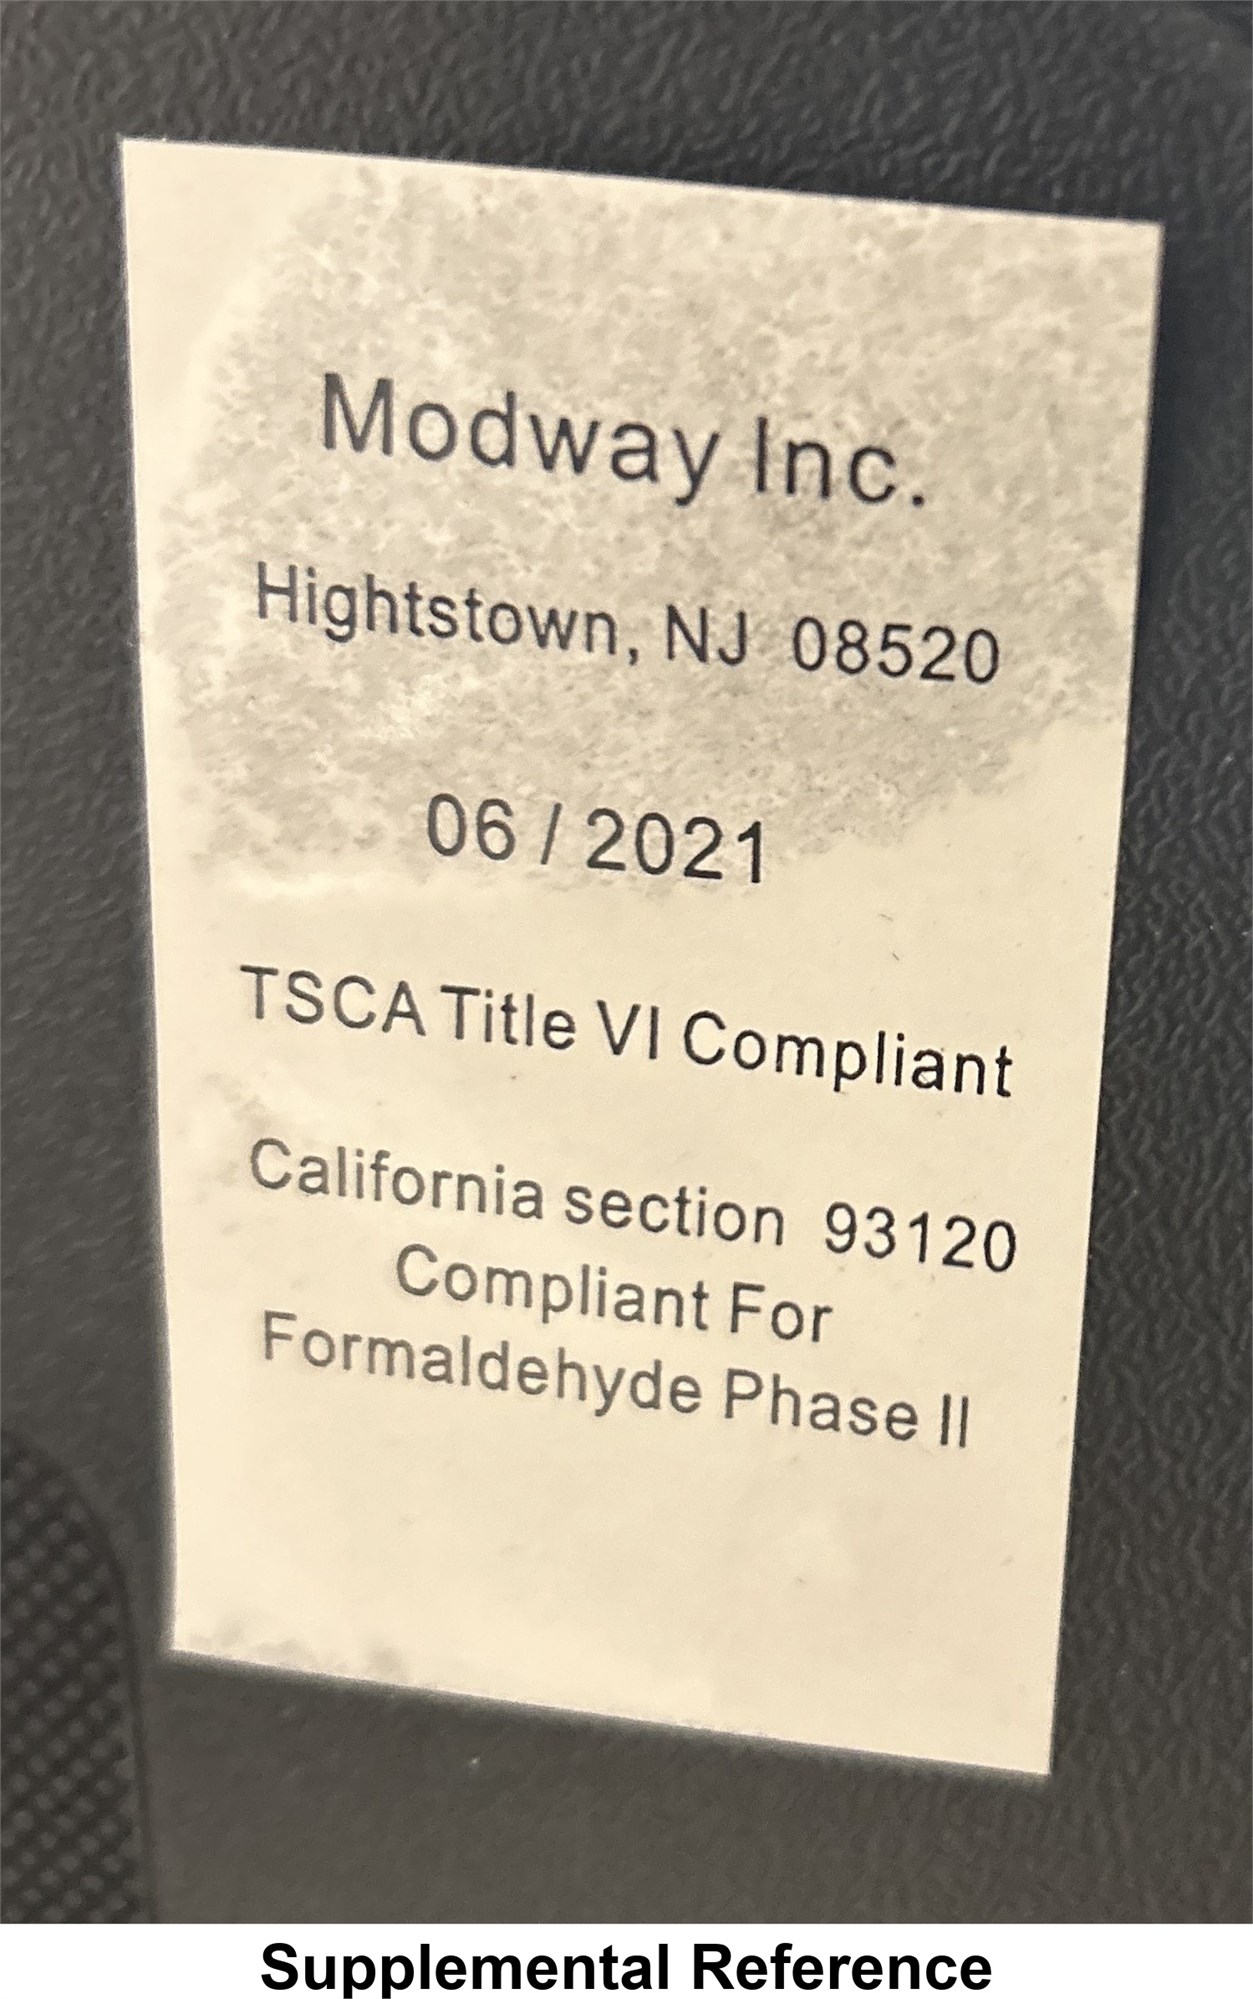 Modway Inc.
Hightstown, NJ 08520
06 / 2021
TSCA Title VI Compliant
California section 93120
Compliant For
Formaldehyde Phase II
Supplemental Reference